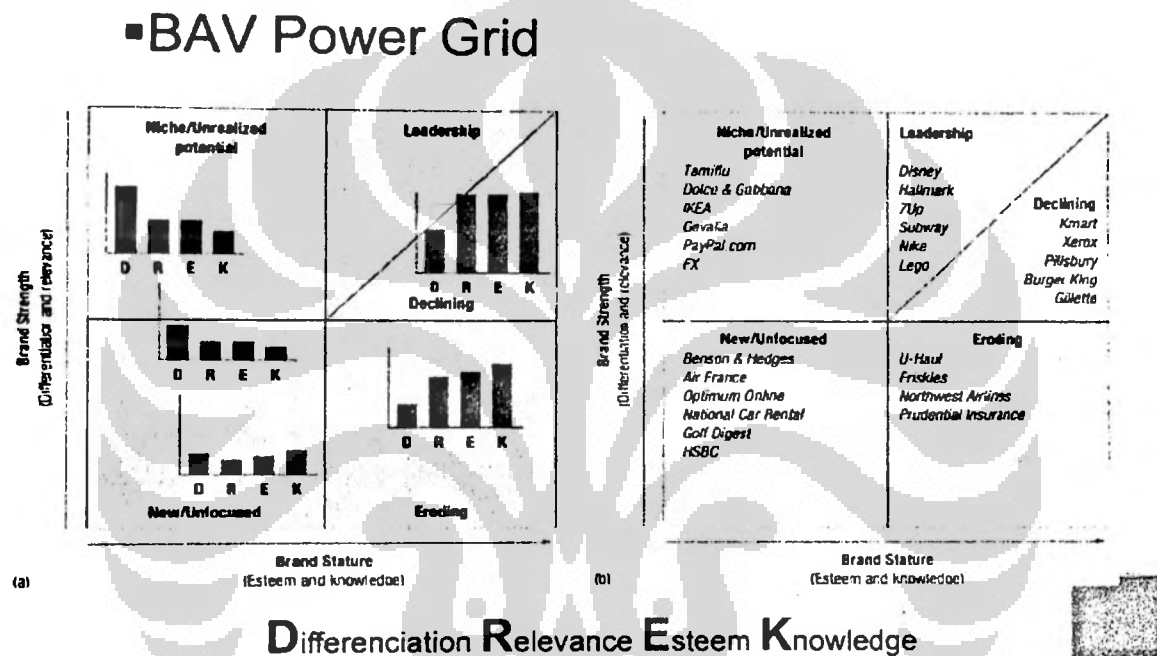 ▪BAV Power Grid
Brand Strength
(Differentiation and relevance)
Niche/Unrealized
potential
D R E K
Leadership
D R E K
Declining
D R E K
D R E K
New/Unfocused
D R E K
Eroding
Brand Stature
(Esteem and knowledge)
(a)
Brand Strength
(Differentiation and relevance)
Niche/Unrealized
potential
Tamiflu
Dolce & Gabbana
IKEA
Gevalia
PayPal.com
FX
Leadership
Disney
Hallmark
7Up
Subway
Nike
Lego
Declining
Kmart
Xerox
Pillsbury
Burger King
Gillette
New/Unfocused
Benson & Hedges
Air France
Optimum Online
National Car Rental
Golf Digest
HSBC
Eroding
U-Haul
Friskies
Northwest Airlines
Prudential Insurance
Brand Stature
(Esteem and knowledge)
(b)
Differenciation Relevance Esteem Knowledge